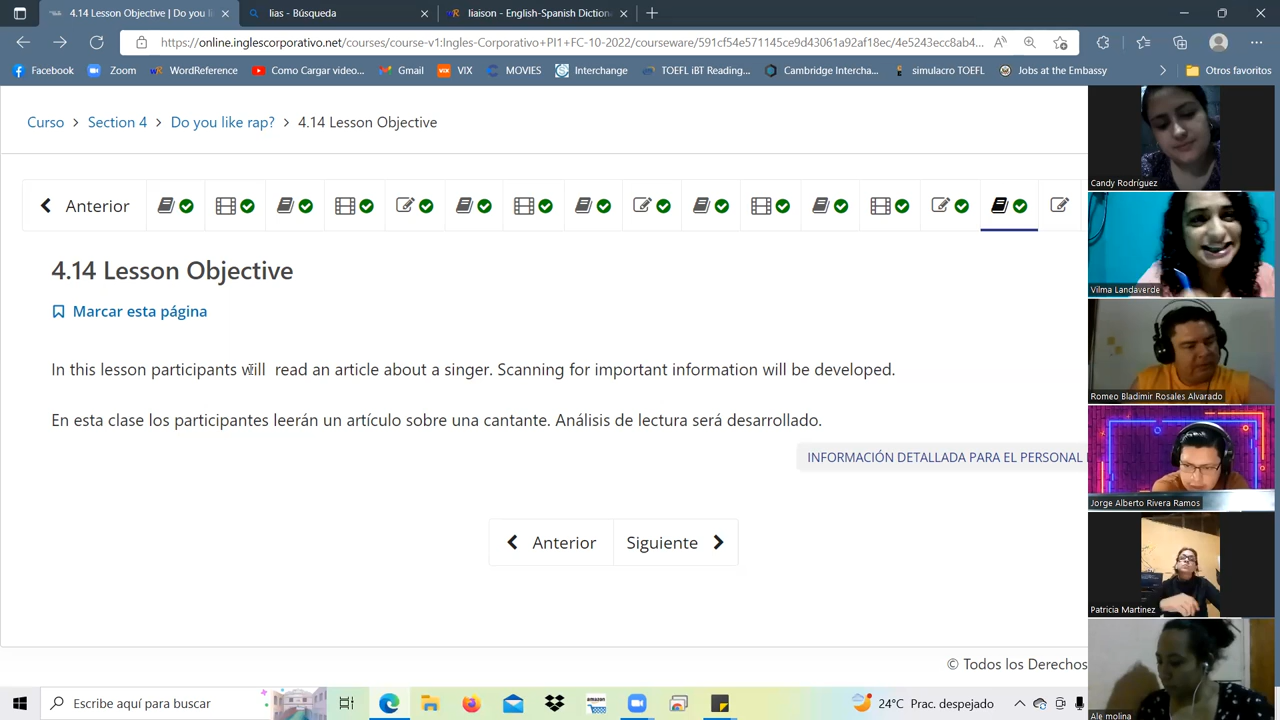 4.14 Lesson Objective | Do you li
lias - Búsqueda
liaison - English-Spanish Dictiona
https://online.inglescorporativo.net/courses/course-v1:Ingles-Corporativo+PI1+FC-10-2022/courseware/591cf54e571145ce9d43061a92af18ec/4e5243ecc8ab4...
Facebook
Zoom
WordReference
Como Cargar video...
Gmail
VIX
MOVIES
Interchange
TOEFL iBT Reading...
Cambridge Intercha...
simulacro TOEFL
Jobs at the Embassy
Otros favoritos
Curso > Section 4 > Do you like rap? > 4.14 Lesson Objective
Anterior
4.14 Lesson Objective
Marcar esta página
In this lesson participants will read an article about a singer. Scanning for important information will be developed.
En esta clase los participantes leerán un artículo sobre una cantante. Análisis de lectura será desarrollado.
INFORMACIÓN DETALLADA PARA EL PERSONAL
Anterior
Siguiente
© Todos los Derechos
Candy Rodríguez
Vilma Landaverde
Romeo Bladimir Rosales Alvarado
Jorge Alberto Rivera Ramos
Patricia Martinez
Ale molina
Escribe aquí para buscar
24°C Prac. despejado